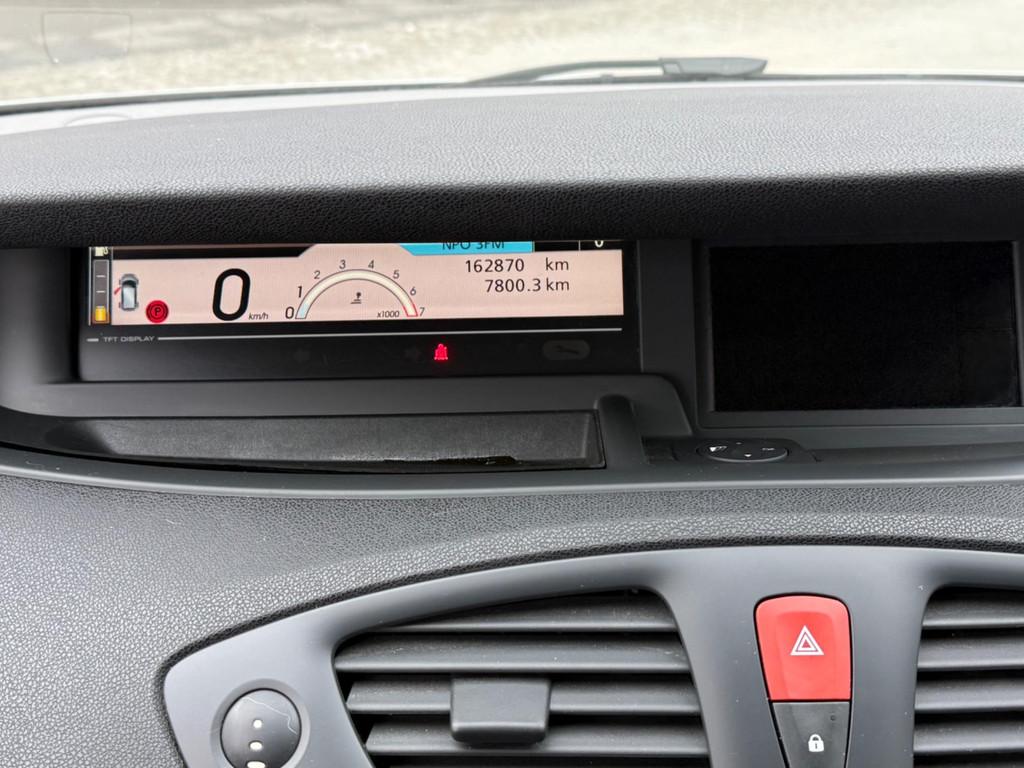 NPO 3FM
0
162870 km
7800.3 km
0 km/h
P
0 1 2 3 4 5 6 7
x1000
TFT DISPLAY